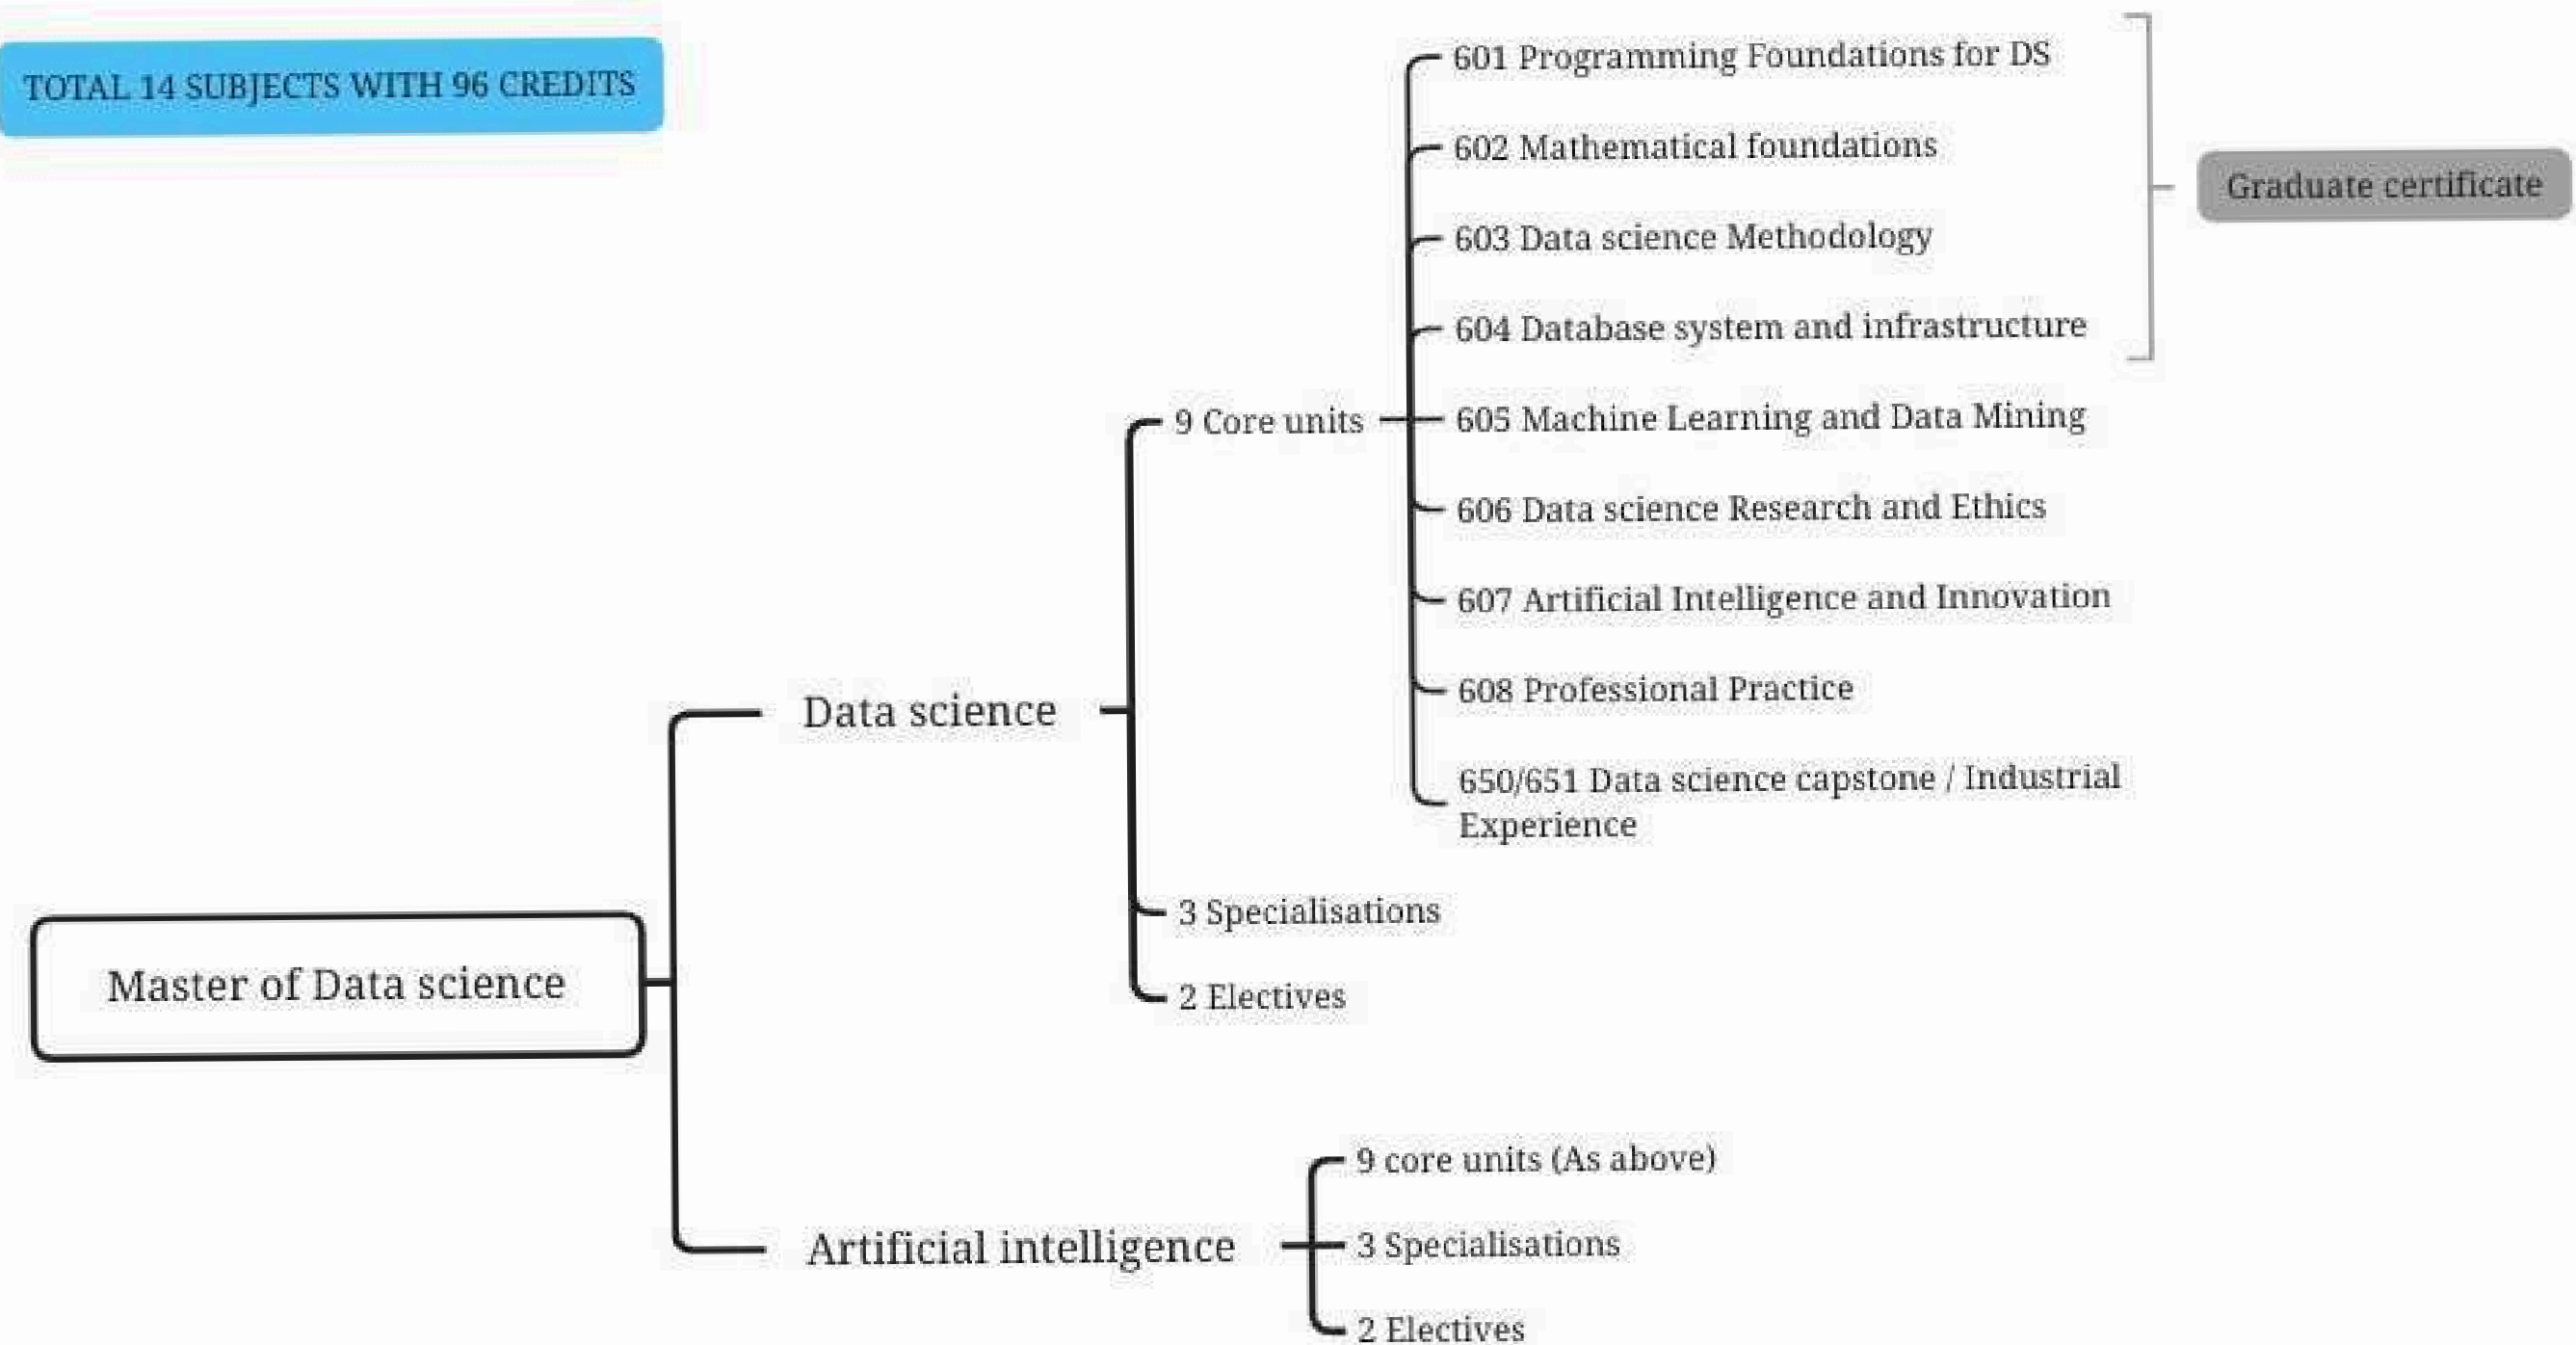 TOTAL 14 SUBJECTS WITH 96 CREDITS
601 Programming Foundations for DS
602 Mathematical foundations
603 Data science Methodology
604 Database system and infrastructure
Graduate certificate
9 Core units
605 Machine Learning and Data Mining
606 Data science Research and Ethics
607 Artificial Intelligence and Innovation
608 Professional Practice
650/651 Data science capstone / Industrial
Experience
Data science
3 Specialisations
2 Electives
Master of Data science
Artificial intelligence
9 core units (As above)
3 Specialisations
2 Electives